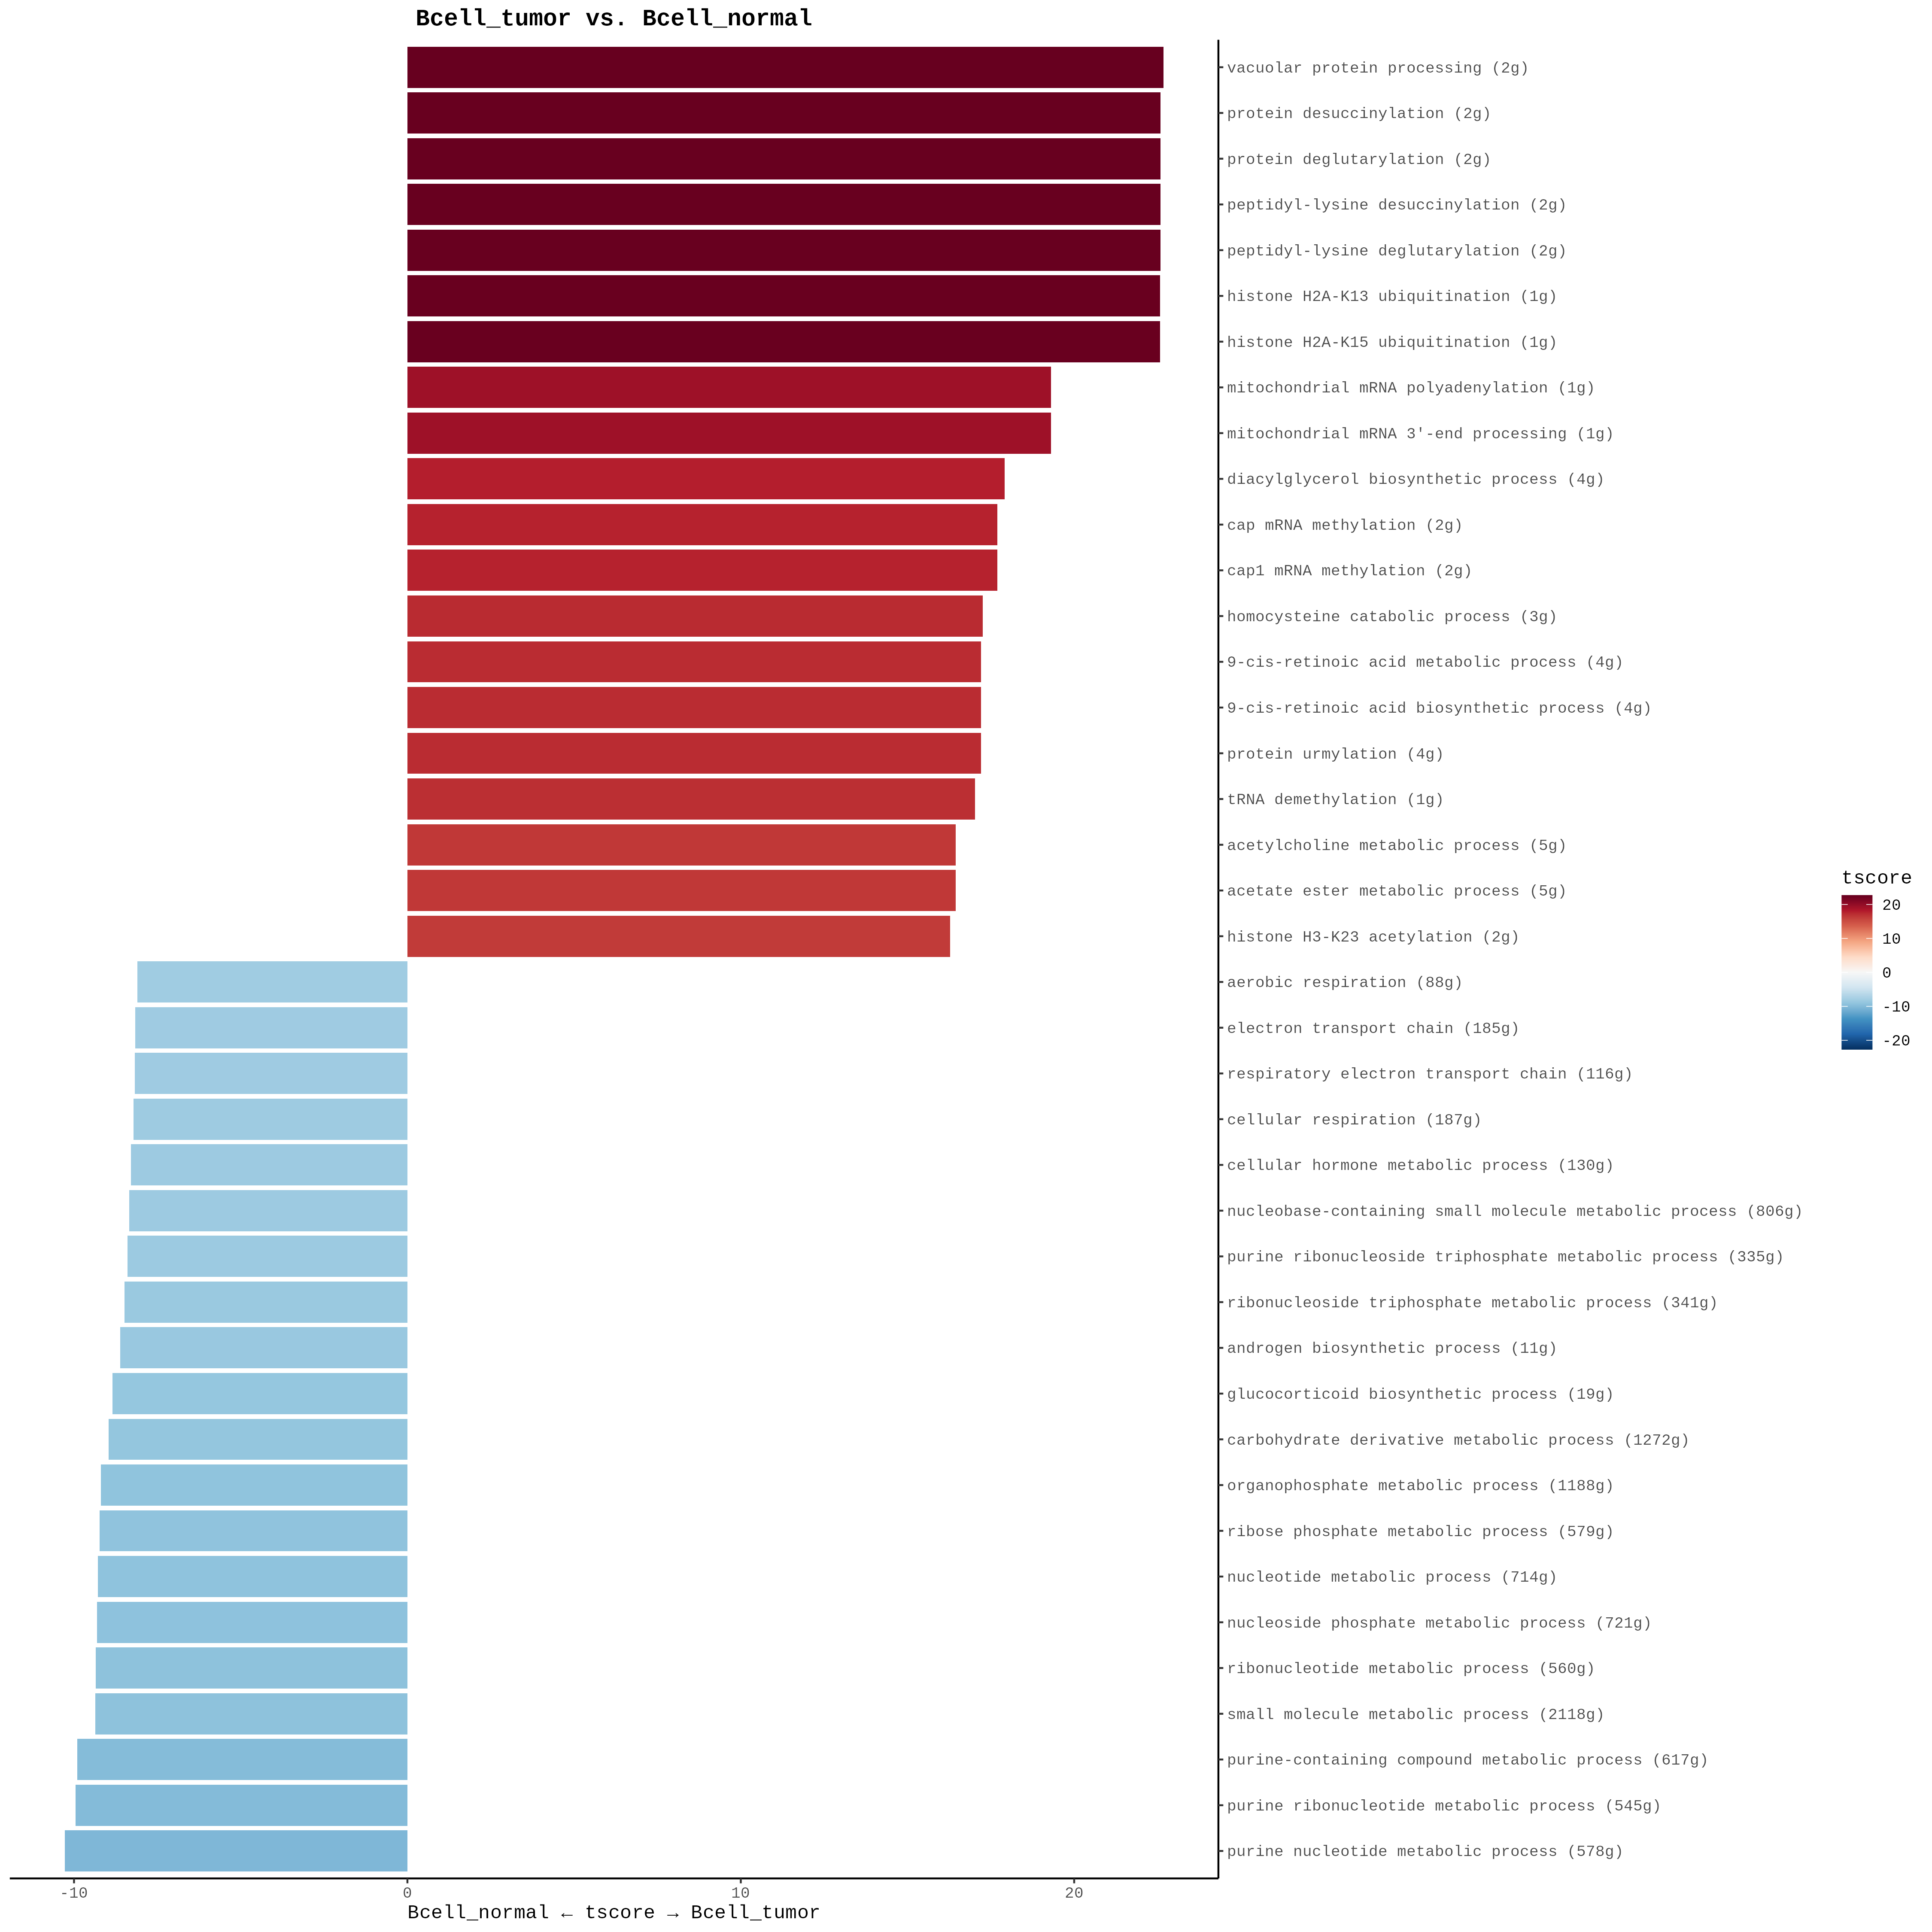 Bcell_tumor vs. Bcell_normal
vacuolar protein processing (2g)
protein desuccinylation (2g)
protein deglutarylation (2g)
peptidyl-lysine desuccinylation (2g)
peptidyl-lysine deglutarylation (2g)
histone H2A-K13 ubiquitination (1g)
histone H2A-K15 ubiquitination (1g)
mitochondrial mRNA polyadenylation (1g)
mitochondrial mRNA 3'-end processing (1g)
diacylglycerol biosynthetic process (4g)
cap mRNA methylation (2g)
cap1 mRNA methylation (2g)
homocysteine catabolic process (3g)
9-cis-retinoic acid metabolic process (4g)
9-cis-retinoic acid biosynthetic process (4g)
protein urmylation (4g)
tRNA demethylation (1g)
acetylcholine metabolic process (5g)
acetate ester metabolic process (5g)
histone H3-K23 acetylation (2g)
aerobic respiration (88g)
electron transport chain (185g)
respiratory electron transport chain (116g)
cellular respiration (187g)
cellular hormone metabolic process (130g)
nucleobase-containing small molecule metabolic process (806g)
purine ribonucleoside triphosphate metabolic process (335g)
ribonucleoside triphosphate metabolic process (341g)
androgen biosynthetic process (11g)
glucocorticoid biosynthetic process (19g)
carbohydrate derivative metabolic process (1272g)
organophosphate metabolic process (1188g)
ribose phosphate metabolic process (579g)
nucleotide metabolic process (714g)
nucleoside phosphate metabolic process (721g)
ribonucleotide metabolic process (560g)
small molecule metabolic process (2118g)
purine-containing compound metabolic process (617g)
purine ribonucleotide metabolic process (545g)
purine nucleotide metabolic process (578g)
-10 0 10 20
Bcell_normal ← tscore → Bcell_tumor
tscore
20
10
0
-10
-20